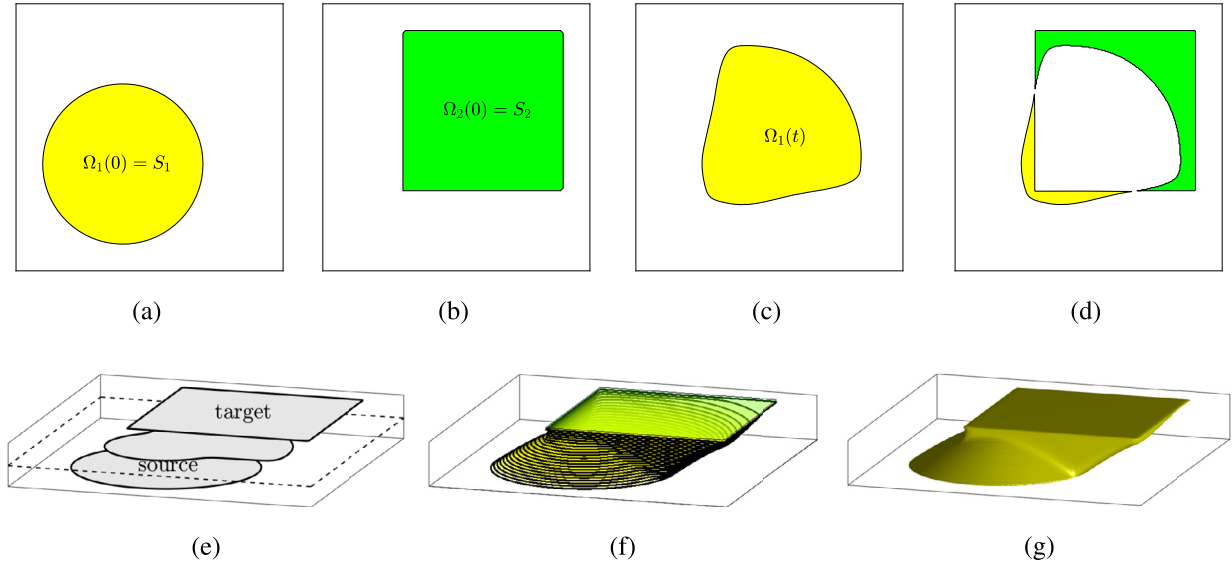 Ω₁(0) = S₁
Ω₂(0) = S₂
Ω₁(t)
(a)
(b)
(c)
(d)
target
source
(e)
(f)
(g)